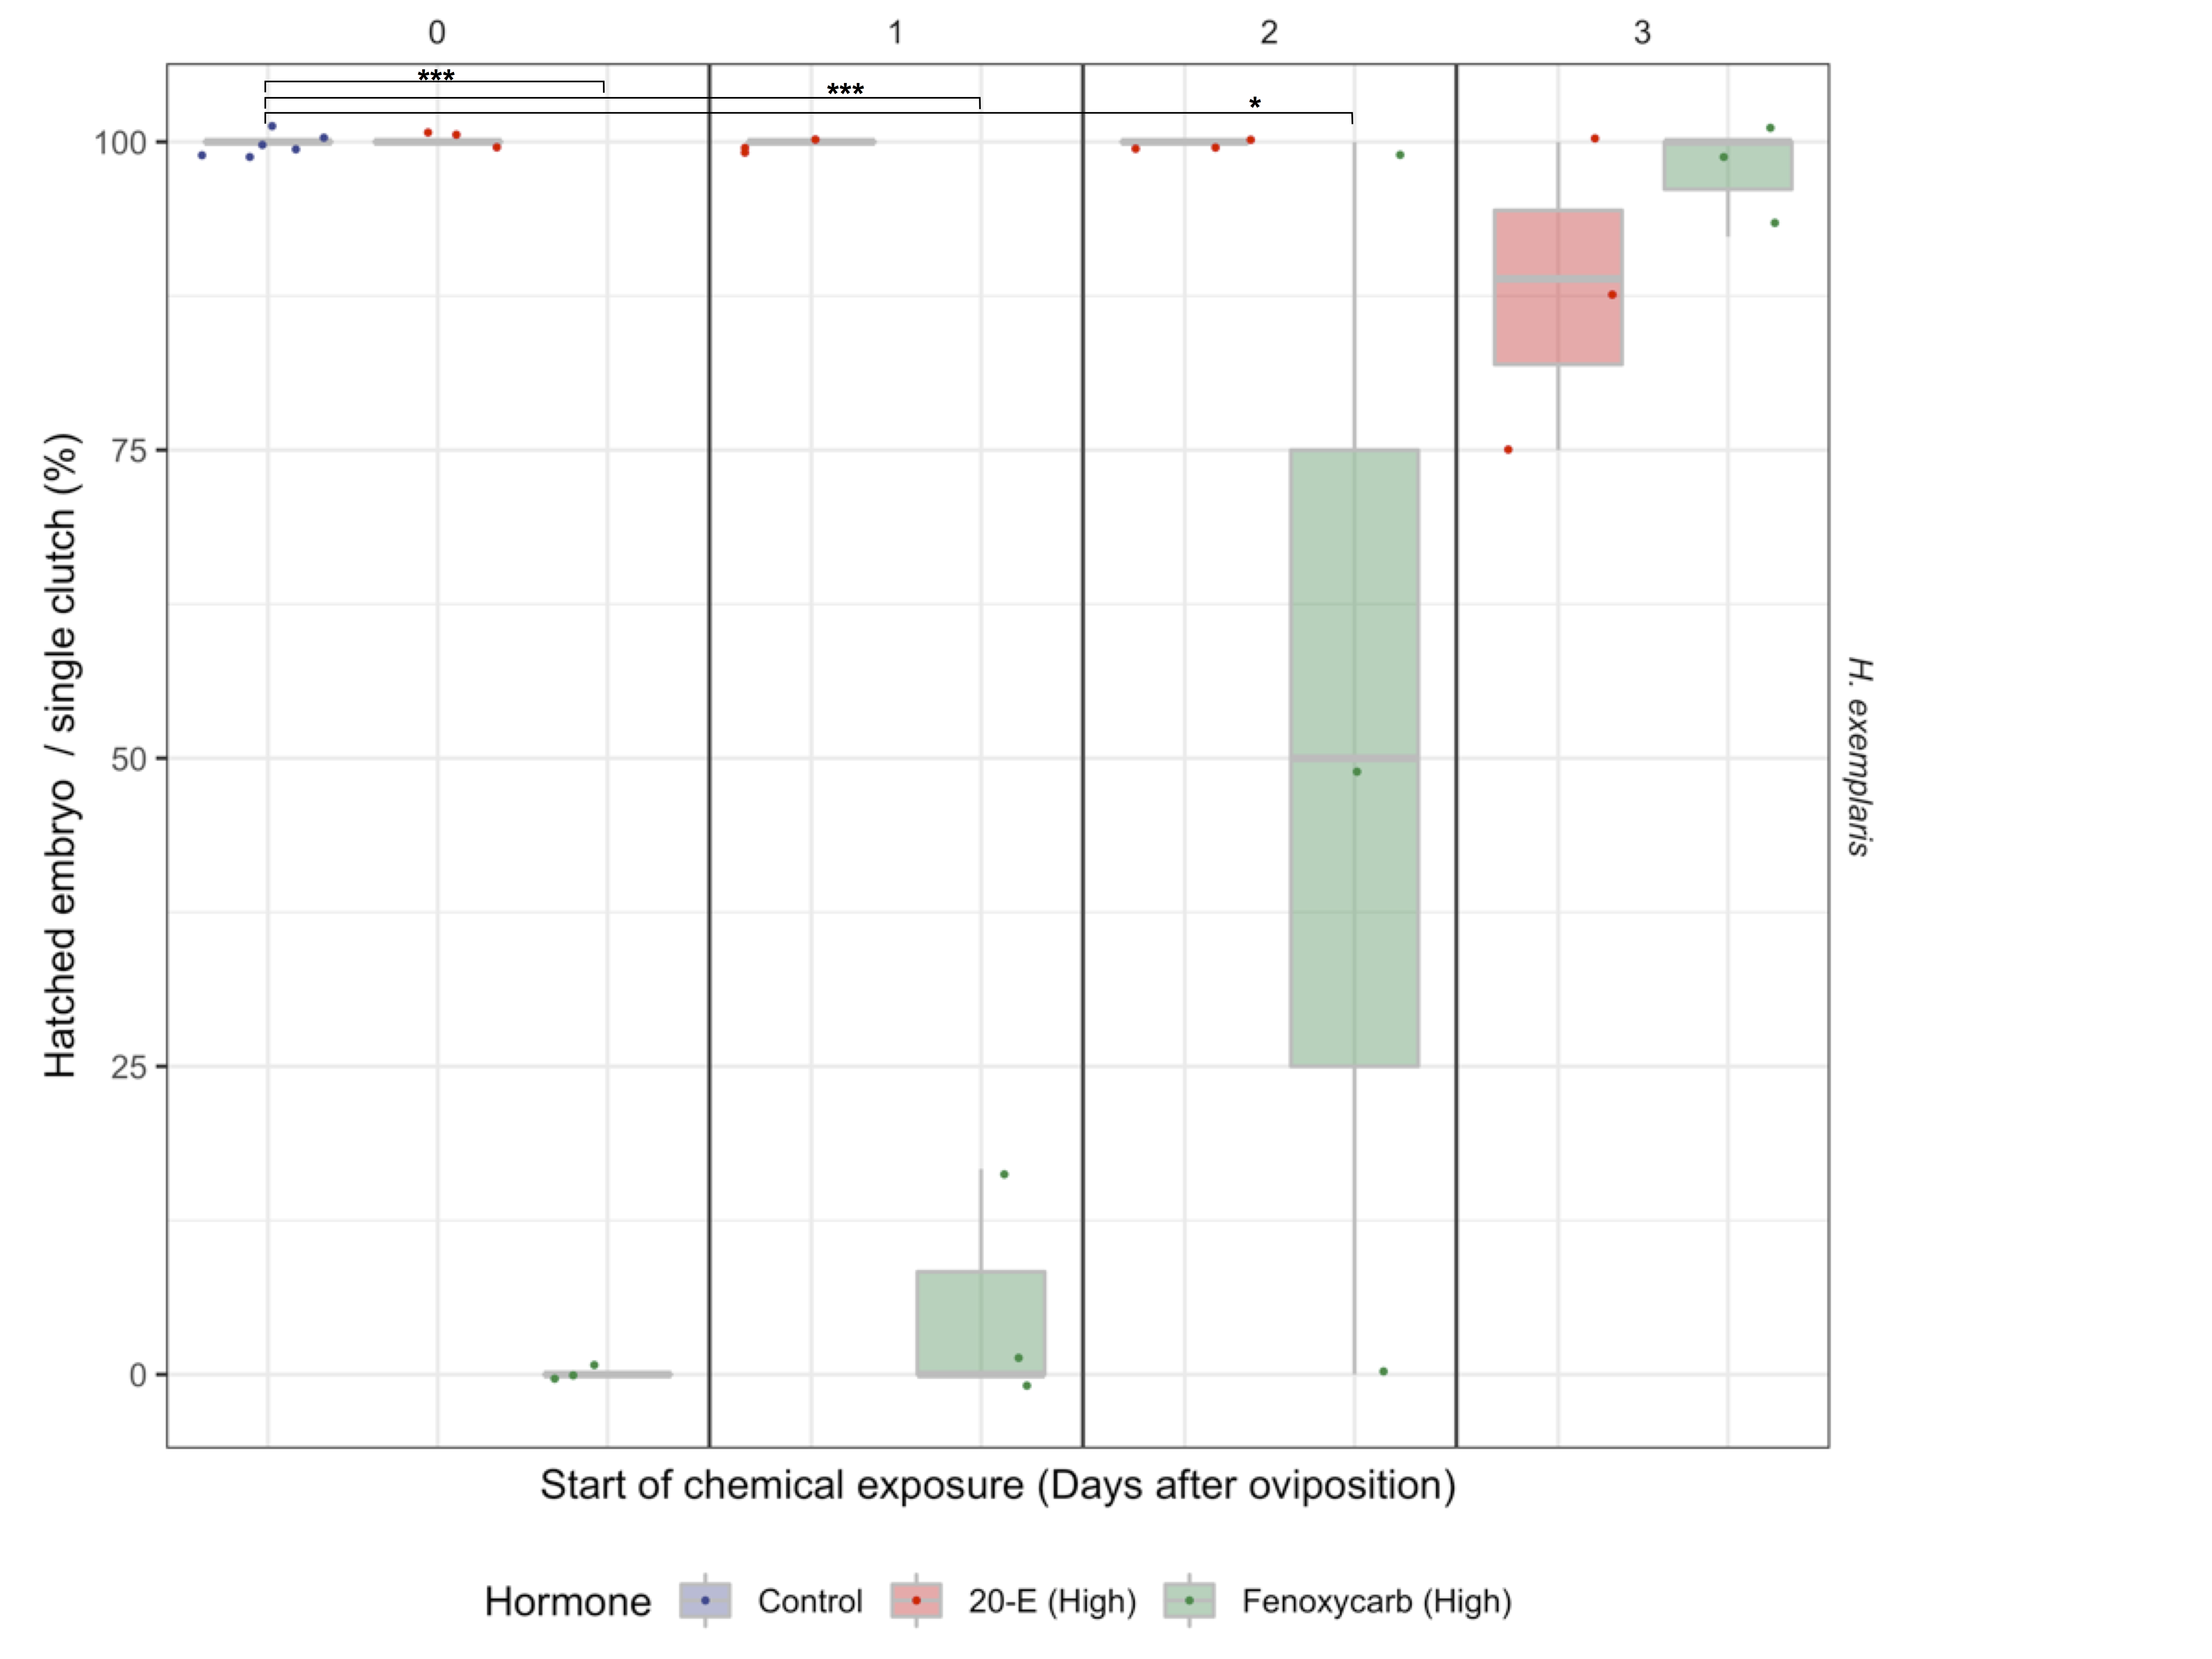 0 1 2 3
***
***
*
100
75
50
25
0
Hatched embryo / single clutch (%)
H. exemplaris
Start of chemical exposure (Days after oviposition)
Hormone Control 20-E (High) Fenoxycarb (High)